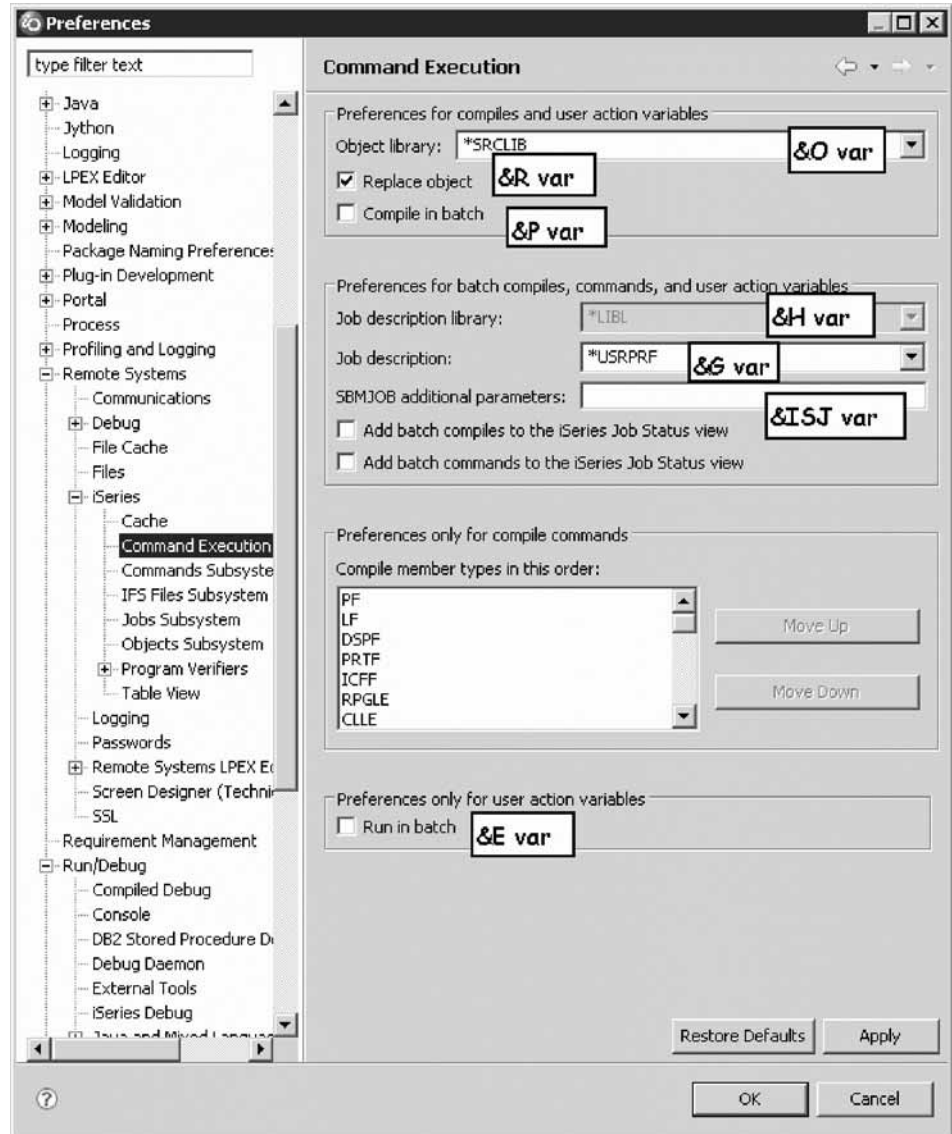 Preferences
type filter text
Java
Jython
Logging
LPEX Editor
Model Validation
Modeling
Package Naming Preferences
Plug-in Development
Portal
Process
Profiling and Logging
Remote Systems
Communications
Debug
File Cache
Files
iSeries
Cache
Command Execution
Commands Subsyste
IFS Files Subsystem
Jobs Subsystem
Objects Subsystem
Program Verifiers
Table View
Logging
Passwords
Remote Systems LPEX Ed
Screen Designer (Techni
SSL
Requirement Management
Run/Debug
Compiled Debug
Console
DB2 Stored Procedure De
Debug Daemon
External Tools
iSeries Debug
Java and Mixed Languag
Command Execution
Preferences for compiles and user action variables
Object library: *SRCLIB &O var
Replace object &R var
Compile in batch &P var
Preferences for batch compiles, commands, and user action variables
Job description library: *LIBL &H var
Job description: *USRPRF &G var
SBMJOB additional parameters: &ISJ var
Add batch compiles to the iSeries Job Status view
Add batch commands to the iSeries Job Status view
Preferences only for compile commands
Compile member types in this order:
PF
LF
DSPF
PRTF
ICFF
RPGLE
CLLE
Move Up
Move Down
Preferences only for user action variables
Run in batch &E var
Restore Defaults Apply
? OK Cancel